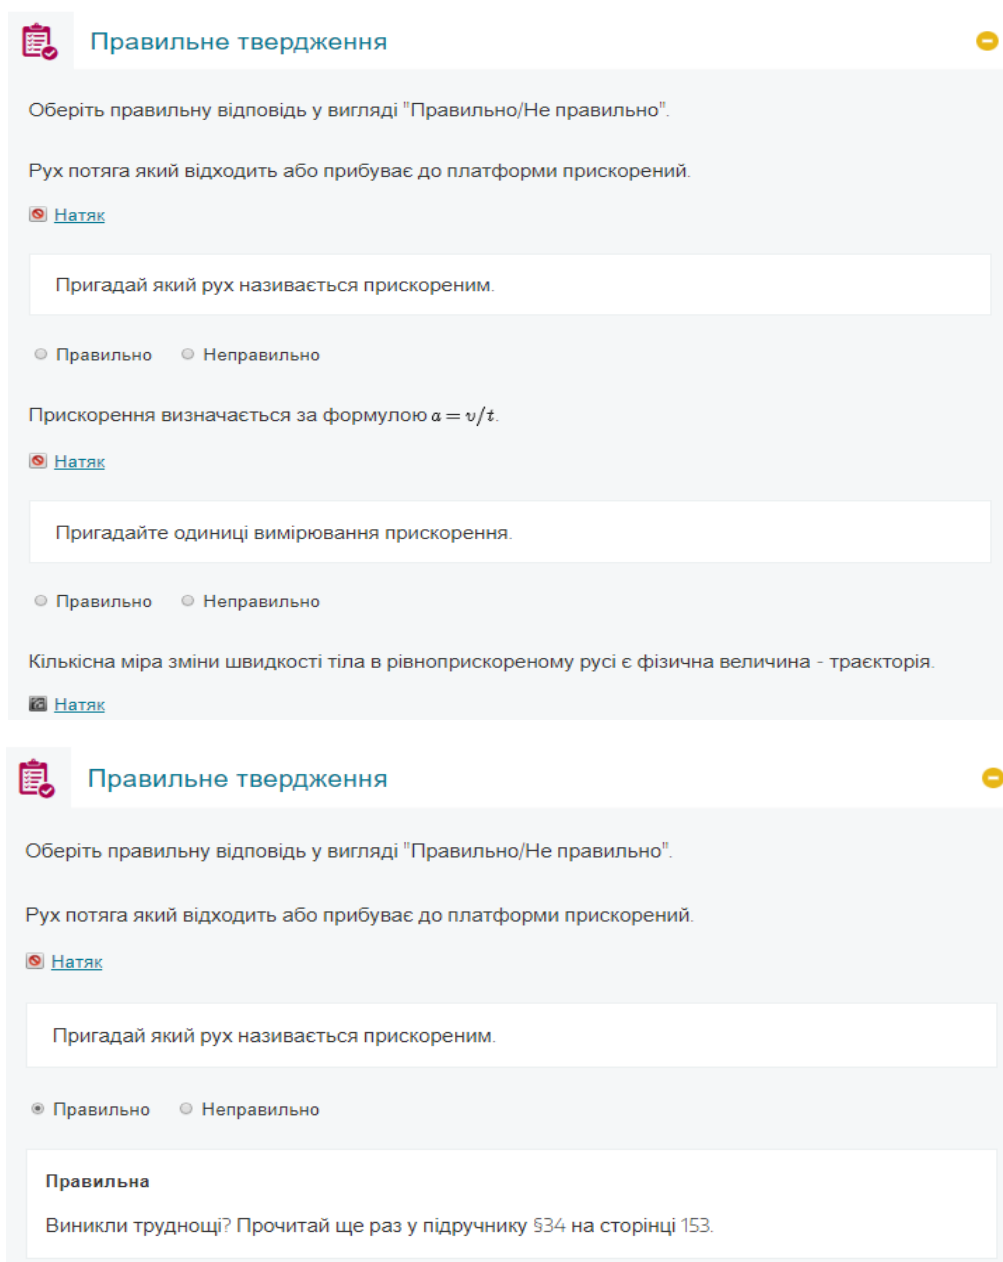 Правильне твердження
Оберіть правильну відповідь у вигляді "Правильно/Не правильно".
Рух потяга який відходить або прибуває до платформи прискорений.
Натяк
Пригадай який рух називається прискореним.
Правильно Неправильно
Прискорення визначається за формулою a = v/t.
Натяк
Пригадайте одиниці вимірювання прискорення.
Правильно Неправильно
Кількісна міра зміни швидкості тіла в рівноприскореному русі є фізична величина - траєкторія.
Натяк
Правильне твердження
Оберіть правильну відповідь у вигляді "Правильно/Не правильно".
Рух потяга який відходить або прибуває до платформи прискорений.
Натяк
Пригадай який рух називається прискореним.
Правильно Неправильно
Правильна
Виникли труднощі? Прочитай ще раз у підручнику §34 на сторінці 153.